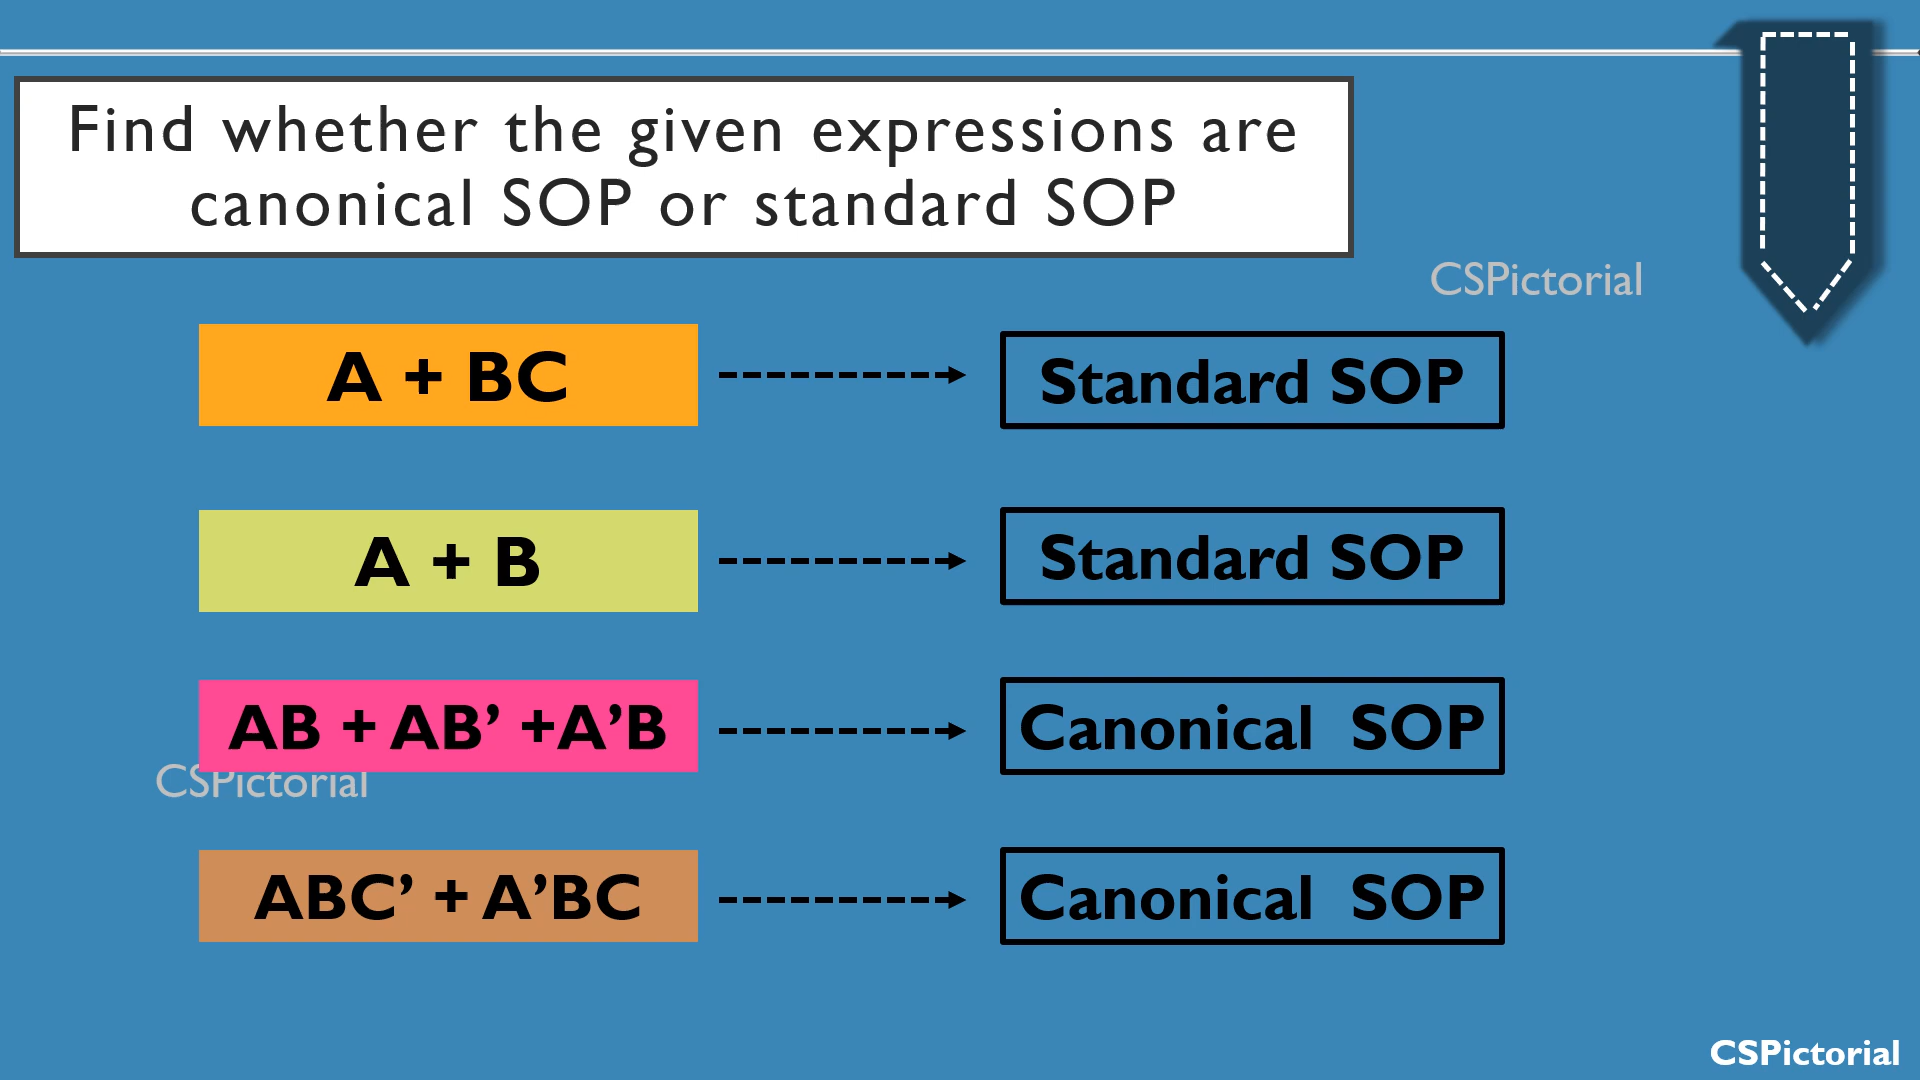 Find whether the given expressions are
canonical SOP or standard SOP
CSPictorial
A + BC
Standard SOP
A + B
Standard SOP
AB + AB’ +A’B
Canonical SOP
CSPictorial
ABC’ + A’BC
Canonical SOP
CSPictorial